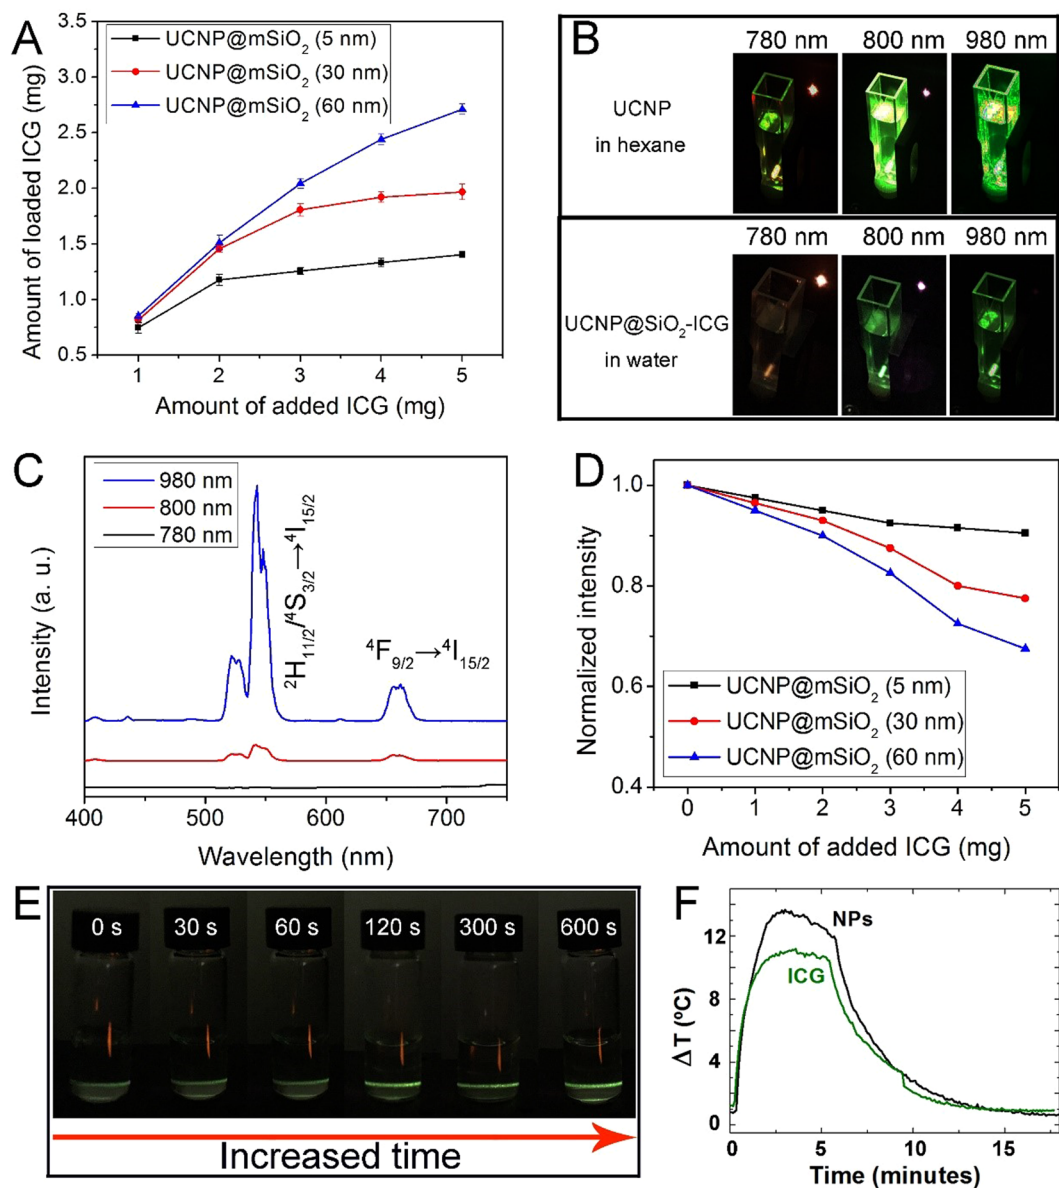 A
3.5
3.0
2.5
2.0
1.5
1.0
0.5
Amount of loaded ICG (mg)
UCNP@mSiO₂ (5 nm)
UCNP@mSiO₂ (30 nm)
UCNP@mSiO₂ (60 nm)
1 2 3 4 5
Amount of added ICG (mg)
B
780 nm 800 nm 980 nm
UCNP
in hexane
780 nm 800 nm 980 nm
UCNP@SiO₂-ICG
in water
C
980 nm
800 nm
780 nm
Intensity (a. u.)
²H₁₁/₂/⁴S₃/₂→⁴I₁₅/₂
⁴F₉/₂→⁴I₁₅/₂
400 500 600 700
Wavelength (nm)
D
1.0
0.8
0.6
0.4
Normalized intensity
UCNP@mSiO₂ (5 nm)
UCNP@mSiO₂ (30 nm)
UCNP@mSiO₂ (60 nm)
0 1 2 3 4 5
Amount of added ICG (mg)
E
0 s 30 s 60 s 120 s 300 s 600 s
Increased time
F
12
8
4
0
ΔT (ºC)
NPs
ICG
0 5 10 15
Time (minutes)